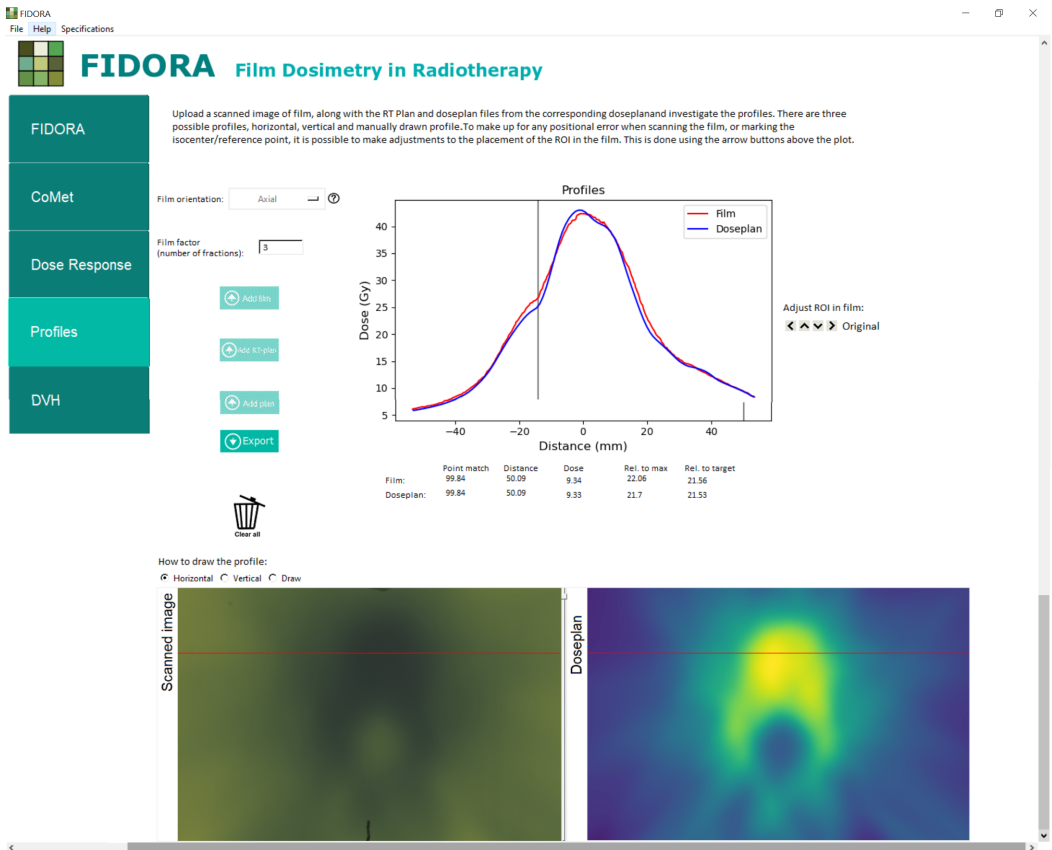 FIDORA
File Help Specifications
FIDORA Film Dosimetry in Radiotherapy
FIDORA
CoMet
Dose Response
Profiles
DVH
Upload a scanned image of film, along with the RT Plan and doseplan files from the corresponding doseplanand investigate the profiles. There are three
possible profiles, horizontal, vertical and manually drawn profile.To make up for any positional error when scanning the film, or marking the
isocenter/reference point, it is possible to make adjustments to the placement of the ROI in the film. This is done using the arrow buttons above the plot.
Film orientation: Axial
Film factor
(number of fractions): 3
Add film
Add RT-plan
Add plan
Export
Clear all
Profiles
Film
Doseplan
Dose (Gy)
40
35
30
25
20
15
10
5
−40 −20 0 20 40
Distance (mm)
Adjust ROI in film:
Original
Point match Distance Dose Rel. to max Rel. to target
Film: 99.84 50.09 9.34 22.06 21.56
Doseplan: 99.84 50.09 9.33 21.7 21.53
How to draw the profile:
Horizontal Vertical Draw
Scanned image
Doseplan